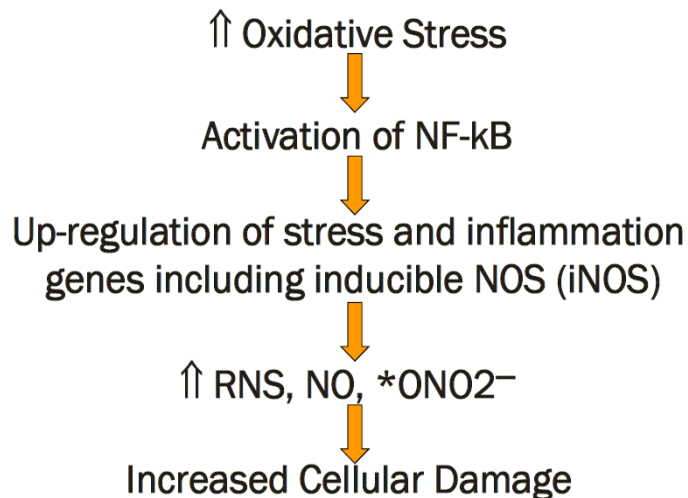 ⇑ Oxidative Stress
Activation of NF-kB
Up-regulation of stress and inflammation
genes including inducible NOS (iNOS)
⇑ RNS, NO, *ONO2⁻
Increased Cellular Damage